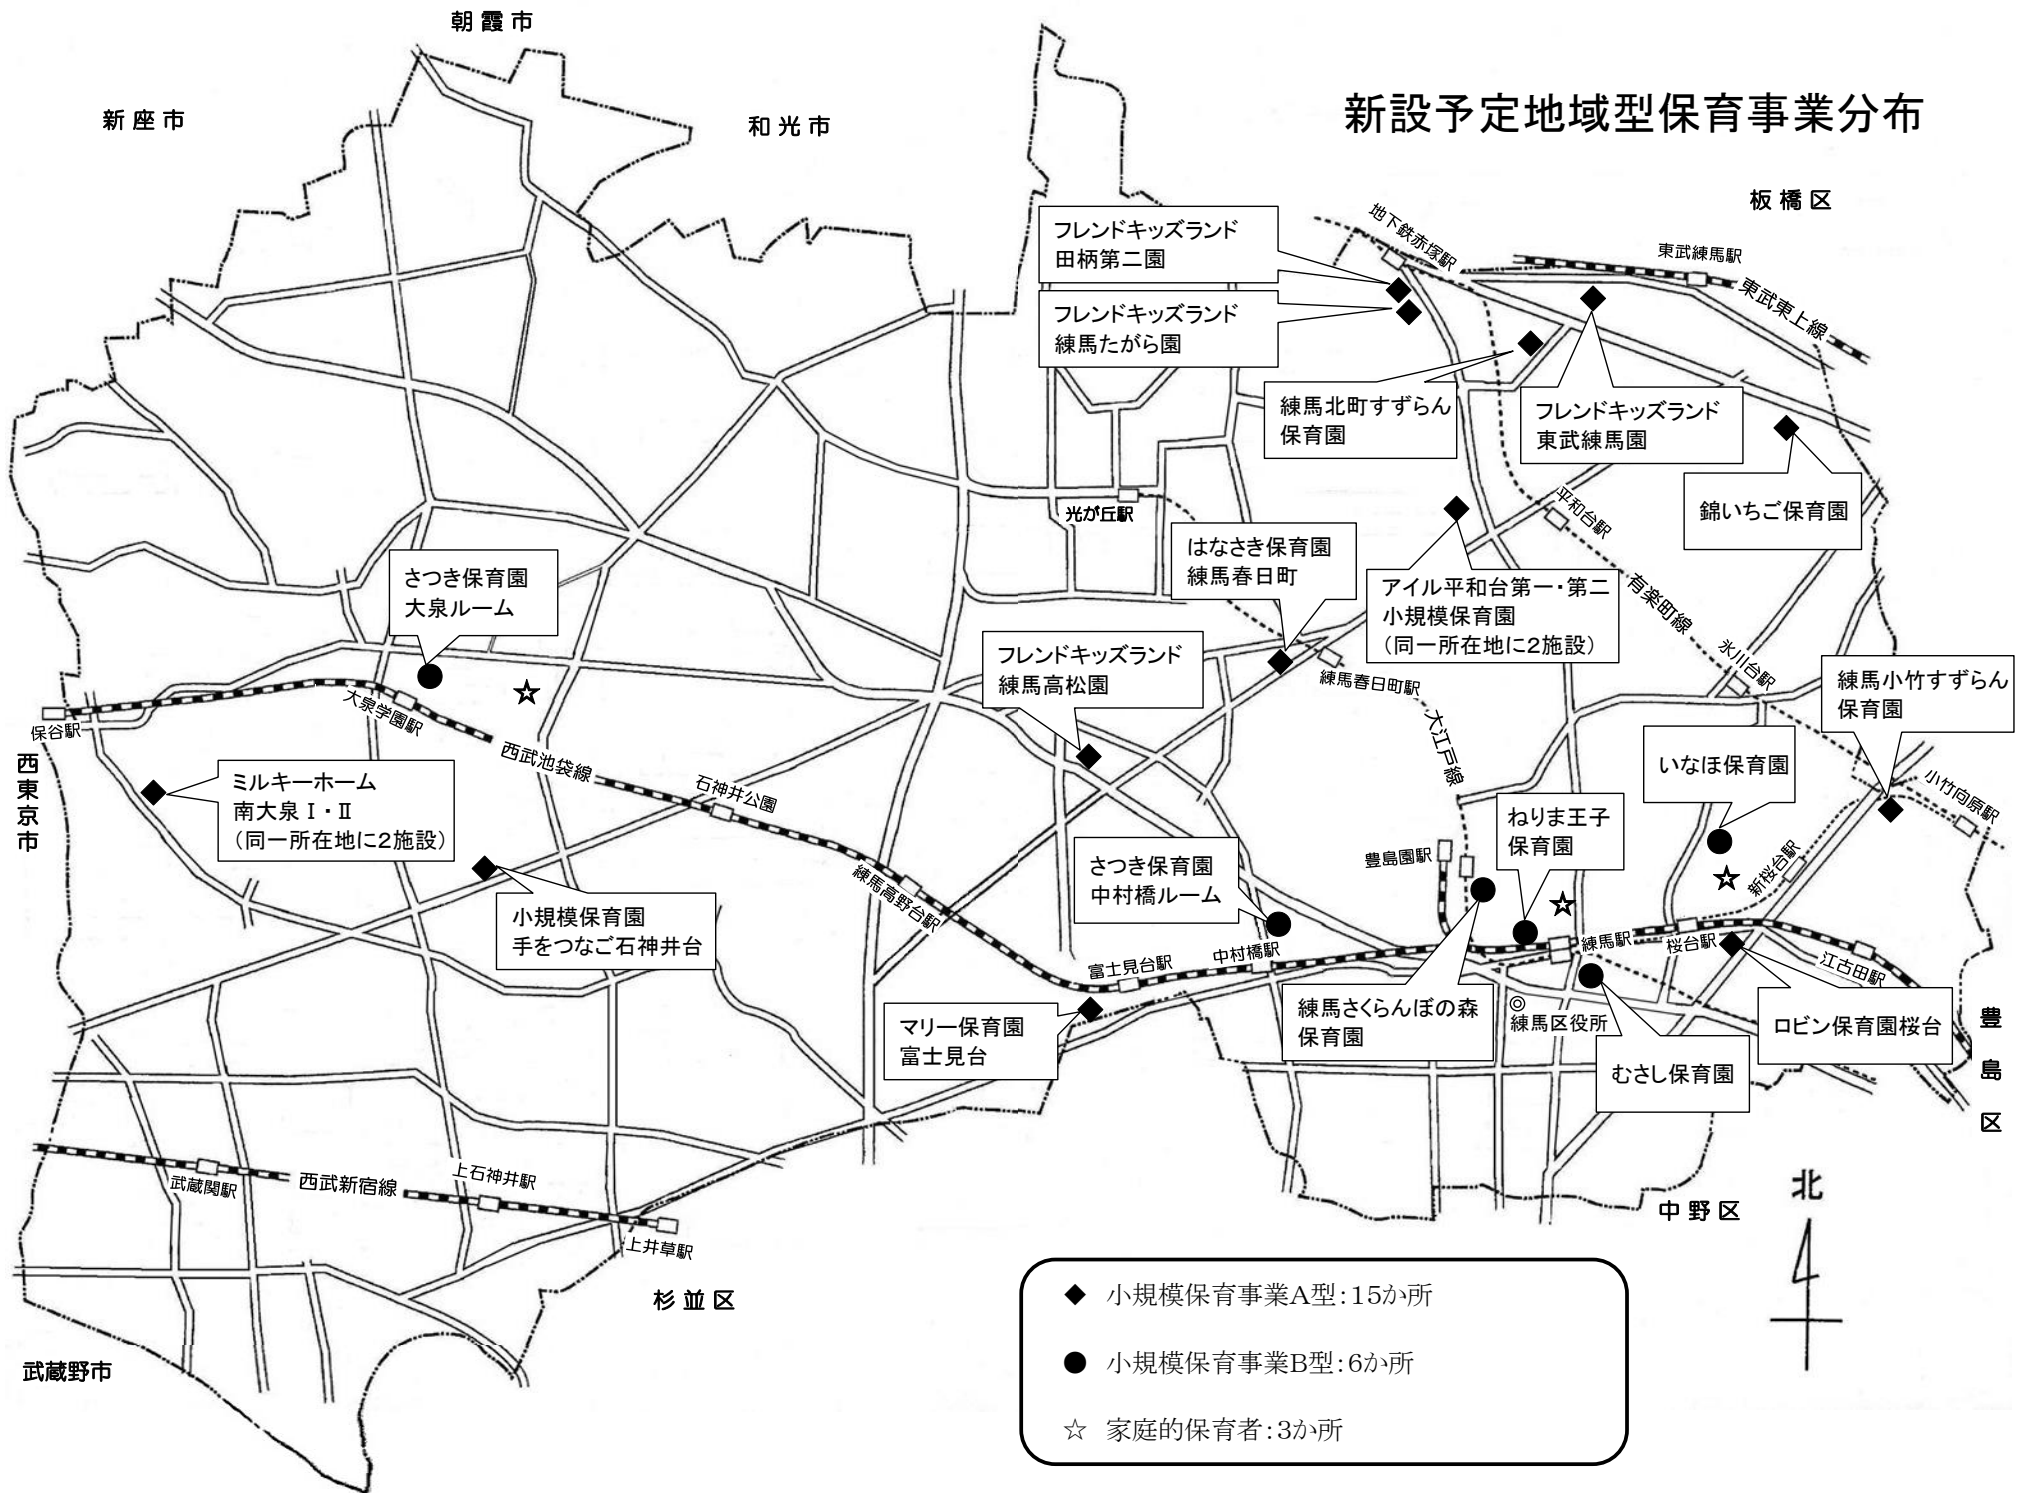 朝霞市
新座市
和光市
新設予定地域型保育事業分布
板橋区
フレンドキッズランド
田柄第二園
地下鉄赤塚駅
東武練馬駅
東武東上線
フレンドキッズランド
練馬たがら園
練馬北町すずらん
保育園
フレンドキッズランド
東武練馬園
錦いちご保育園
光が丘駅
平和台駅
はなさき保育園
練馬春日町
アイル平和台第一・第二
小規模保育園
（同一所在地に2施設）
有楽町線
氷川台駅
さつき保育園
大泉ルーム
フレンドキッズランド
練馬高松園
練馬春日町駅
大江戸線
練馬小竹すずらん
保育園
保谷駅
大泉学園駅
西武池袋線
石神井公園
いなほ保育園
小竹向原駅
西東京市
ミルキーホーム
南大泉Ⅰ・Ⅱ
（同一所在地に2施設）
ねりま王子
保育園
さつき保育園
中村橋ルーム
豊島園駅
新桜台駅
練馬高野台駅
小規模保育園
手をつなご石神井台
富士見台駅
中村橋駅
練馬駅
桜台駅
江古田駅
マリー保育園
富士見台
練馬さくらんぼの森
保育園
練馬区役所
ロビン保育園桜台
むさし保育園
豊島区
武蔵関駅
西武新宿線
上石神井駅
上井草駅
中野区
北
杉並区
武蔵野市
◆ 小規模保育事業A型：15か所
● 小規模保育事業B型：6か所
☆ 家庭的保育者：3か所